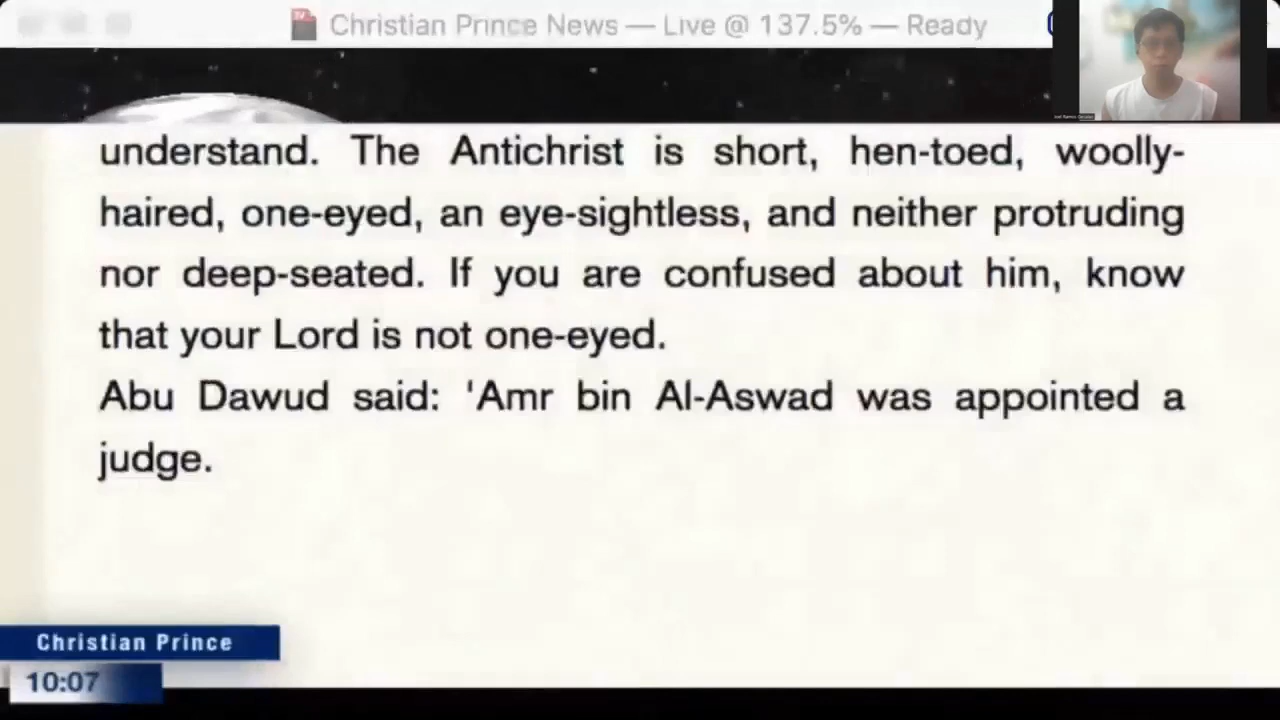 Christian Prince News — Live @ 137.5% — Ready
understand. The Antichrist is short, hen-toed, woolly-
haired, one-eyed, an eye-sightless, and neither protruding
nor deep-seated. If you are confused about him, know
that your Lord is not one-eyed.
Abu Dawud said: 'Amr bin Al-Aswad was appointed a
judge.
Christian Prince
10:07